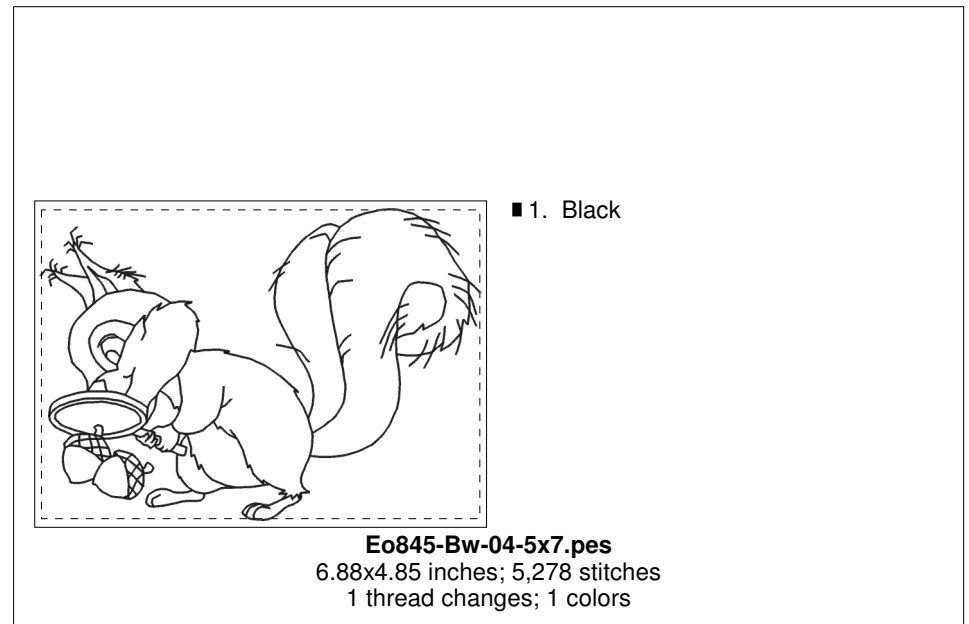 1. Black
Eo845-Bw-04-5x7.pes
6.88x4.85 inches; 5,278 stitches
1 thread changes; 1 colors